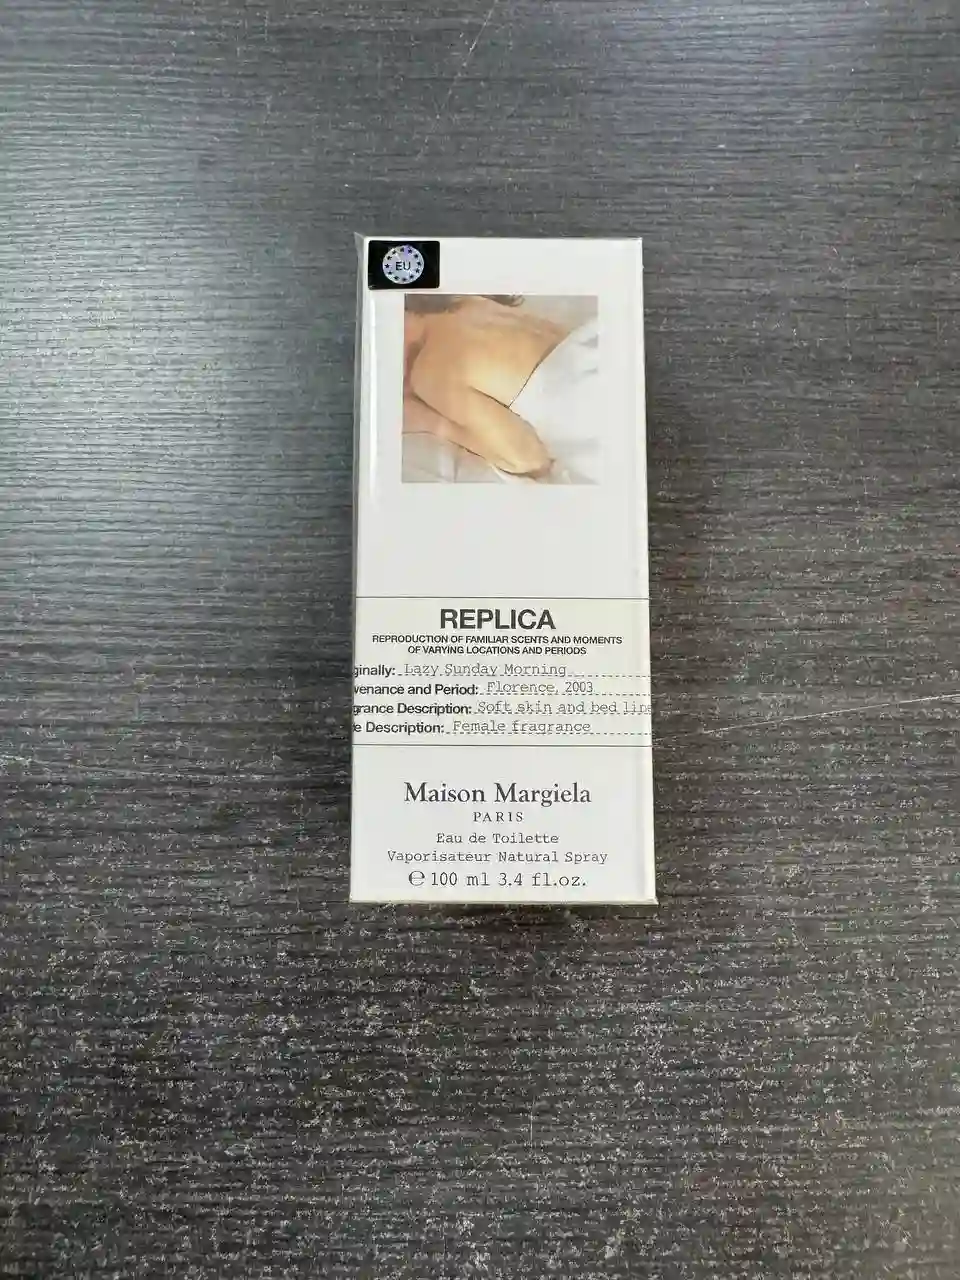 EU
REPLICA
REPRODUCTION OF FAMILIAR SCENTS AND MOMENTS
OF VARYING LOCATIONS AND PERIODS
ginally: Lazy Sunday Morning
venance and Period: Florence, 2003
grance Description: Soft skin and bed line
e Description: Female fragrance
Maison Margiela
PARIS
Eau de Toilette
Vaporisateur Natural Spray
℮ 100 ml 3.4 fl.oz.